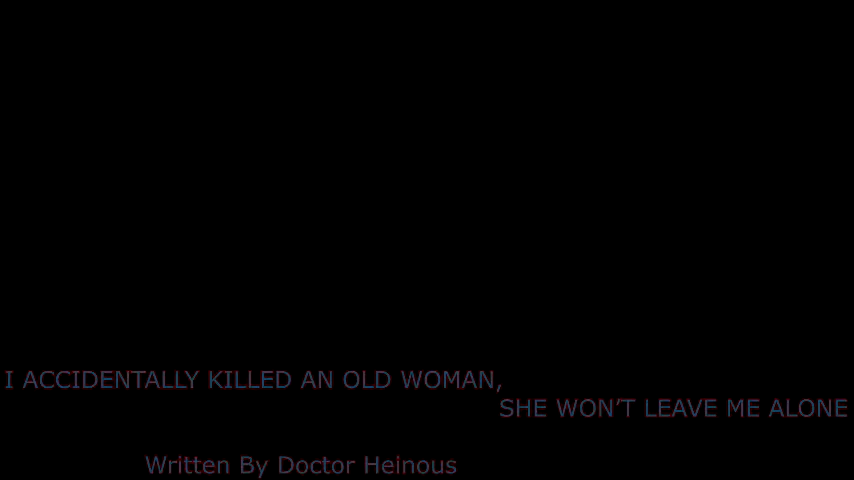 I ACCIDENTALLY KILLED AN OLD WOMAN,
SHE WON’T LEAVE ME ALONE
Written By Doctor Heinous